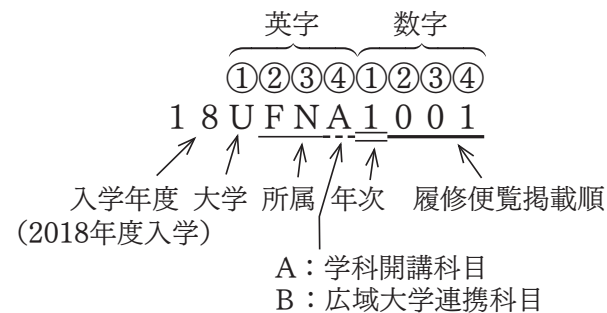 英字 数字
①②③④①②③④
18UFNA1001
入学年度 大学 所属 年次 履修便覧掲載順
（2018年度入学）
A：学科開講科目
B：広域大学連携科目